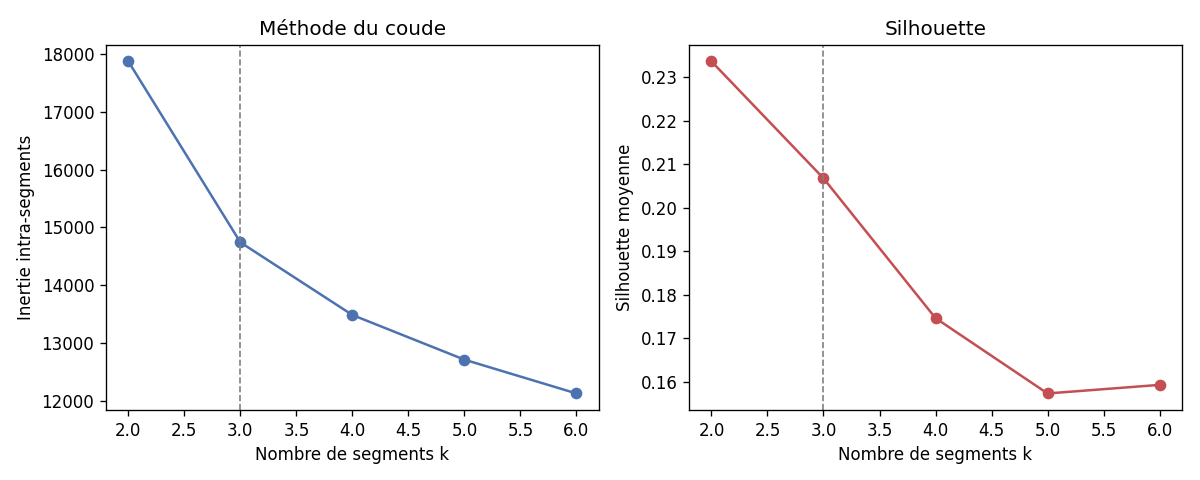 Méthode du coude
18000
17000
16000
15000
14000
13000
12000
Inertie intra-segments
2.0 2.5 3.0 3.5 4.0 4.5 5.0 5.5 6.0
Nombre de segments k
Silhouette
0.23
0.22
0.21
0.20
0.19
0.18
0.17
0.16
Silhouette moyenne
2.0 2.5 3.0 3.5 4.0 4.5 5.0 5.5 6.0
Nombre de segments k